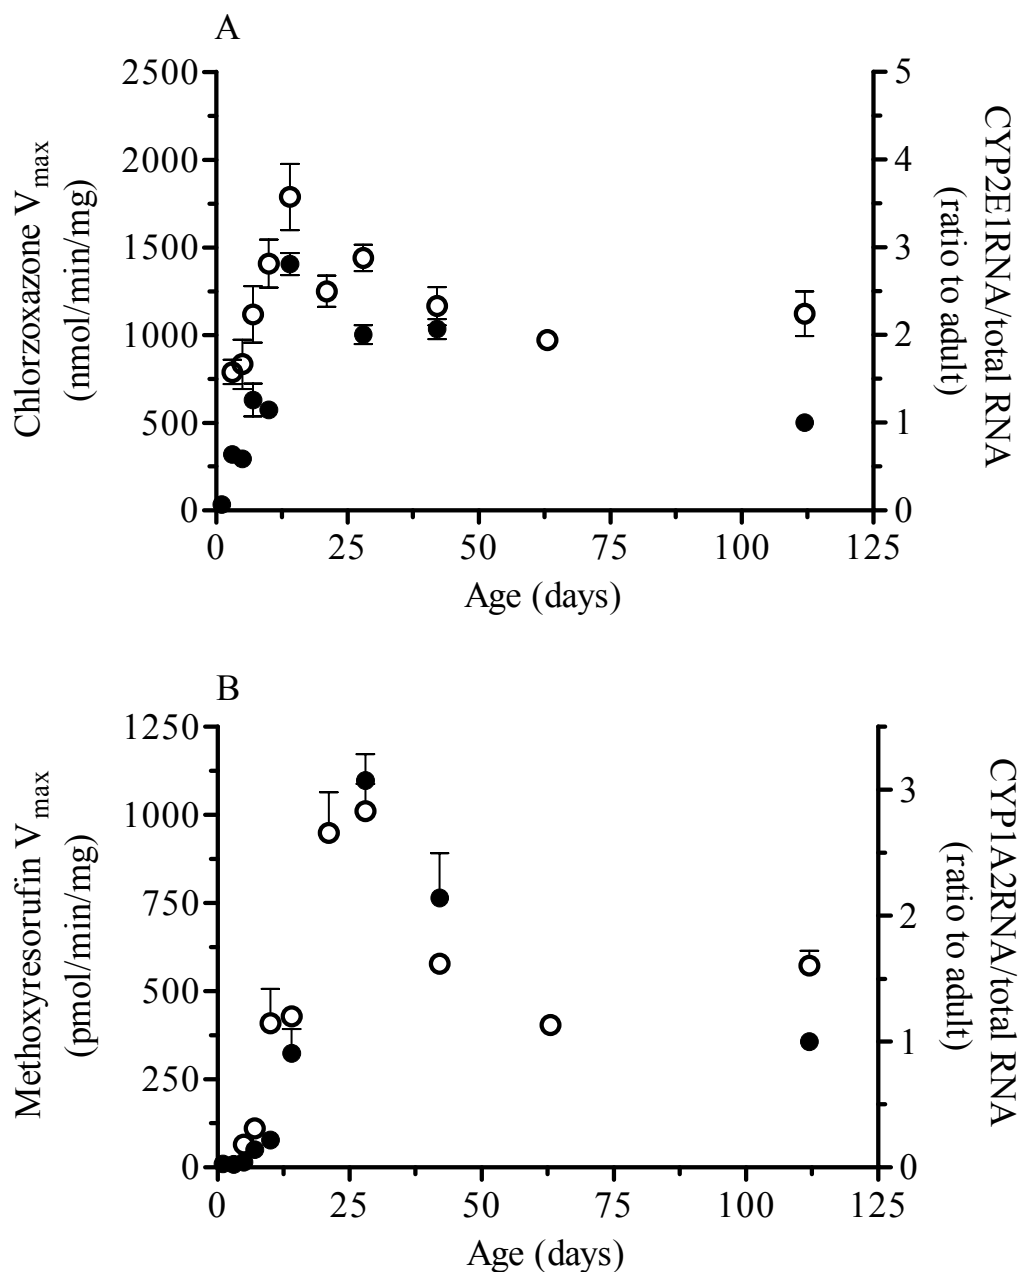 A
2500
2000
1500
1000
500
0
Chlorzoxazone Vmax
(nmol/min/mg)
5
4
3
2
1
0
CYP2E1RNA/total RNA
(ratio to adult)
0 25 50 75 100 125
Age (days)
B
1250
1000
750
500
250
0
Methoxyresorufin Vmax
(pmol/min/mg)
3
2
1
0
CYP1A2RNA/total RNA
(ratio to adult)
0 25 50 75 100 125
Age (days)